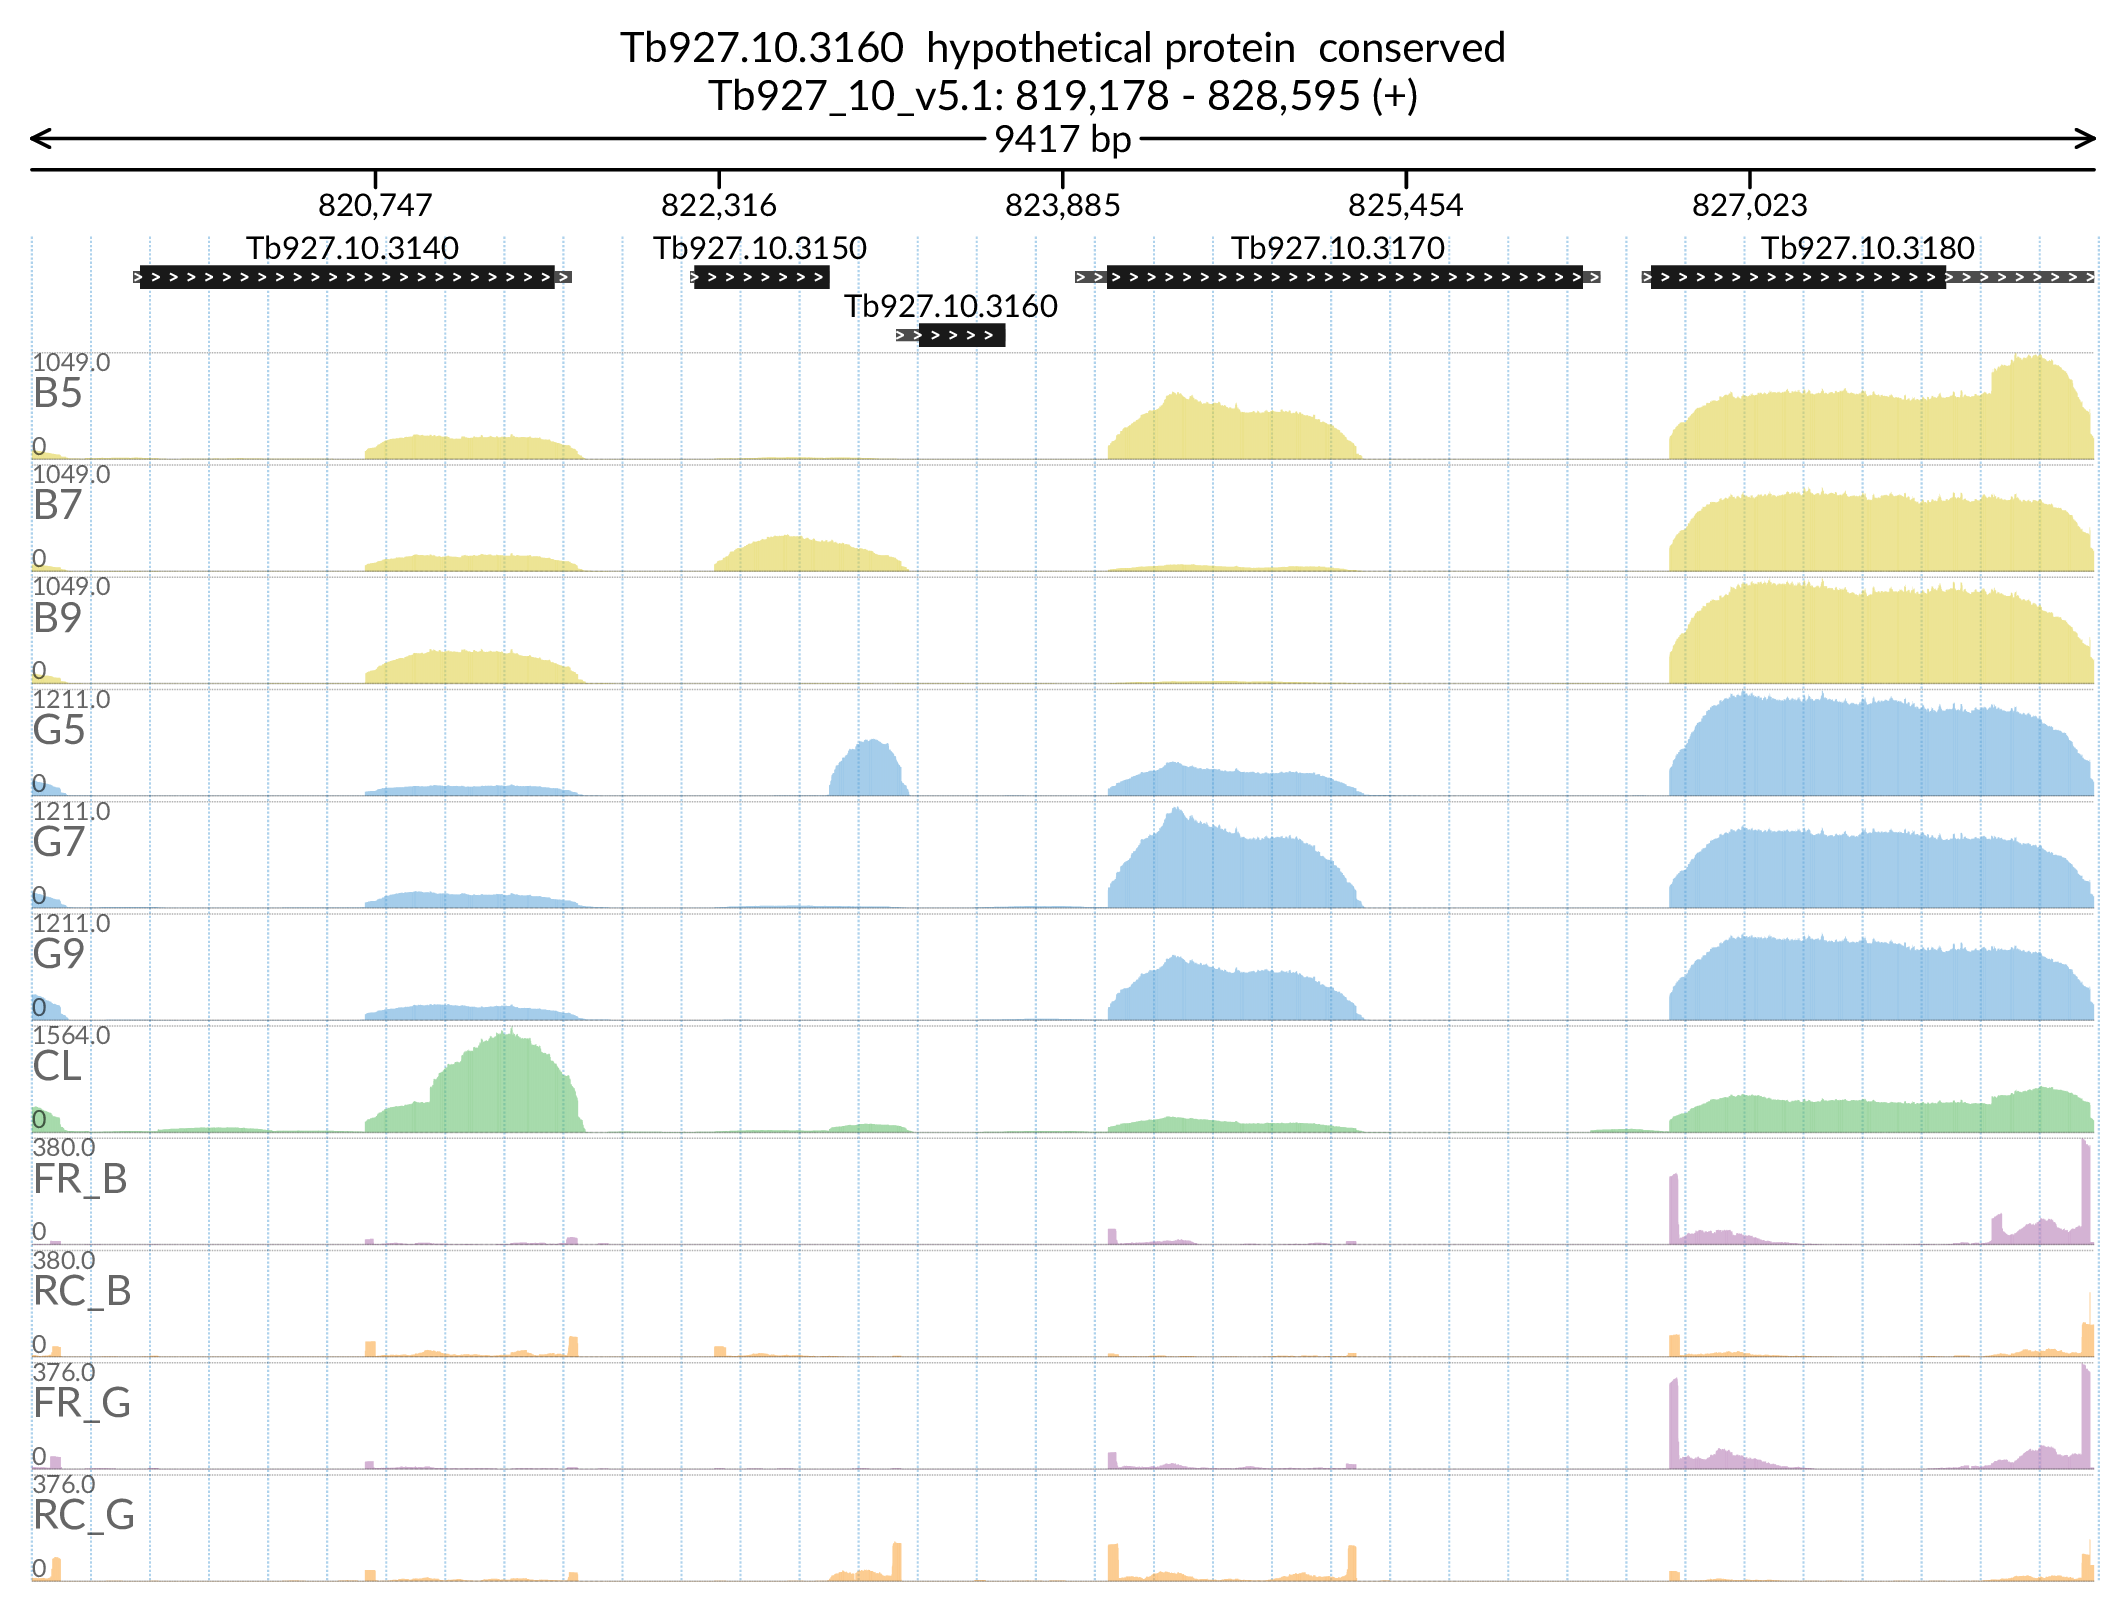 Tb927.10.3160  hypothetical protein  conserved
Tb927_10_v5.1: 819,178 - 828,595 (+)
9417 bp
820,747 822,316 823,885 825,454 827,023
Tb927.10.3140 Tb927.10.3150 Tb927.10.3170 Tb927.10.3180
Tb927.10.3160
1049.0
B5
0
1049.0
B7
0
1049.0
B9
0
1211.0
G5
0
1211.0
G7
0
1211.0
G9
0
1564.0
CL
0
380.0
FR_B
0
380.0
RC_B
0
376.0
FR_G
0
376.0
RC_G
0